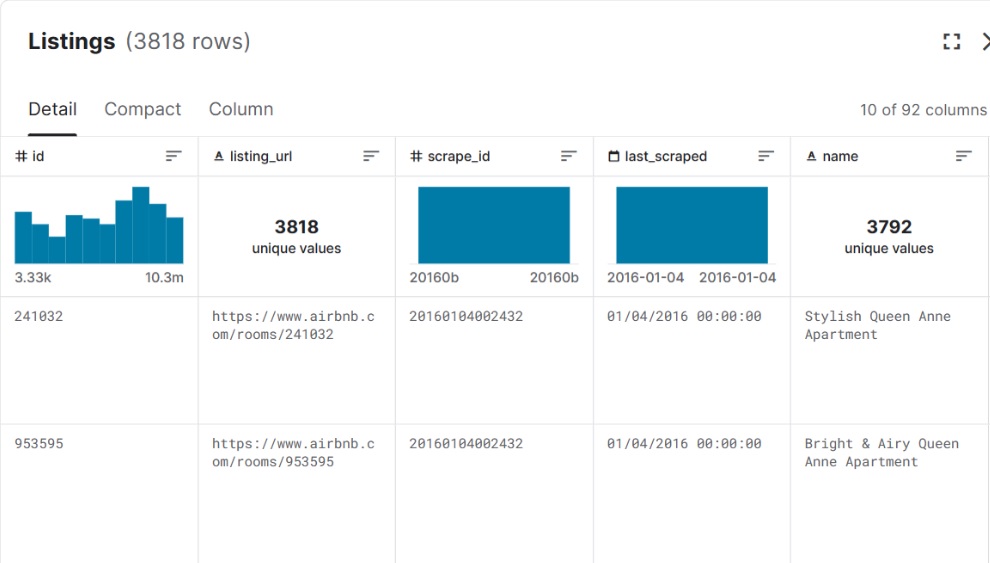 Listings (3818 rows)
Detail Compact Column 10 of 92 columns
# id A listing_url # scrape_id last_scraped A name
3818 3792
unique values unique values
3.33k 10.3m 20160b 20160b 2016-01-04 2016-01-04
241032 https://www.airbnb.c 20160104002432 01/04/2016 00:00:00 Stylish Queen Anne
om/rooms/241032 Apartment
953595 https://www.airbnb.c 20160104002432 01/04/2016 00:00:00 Bright & Airy Queen
om/rooms/953595 Anne Apartment